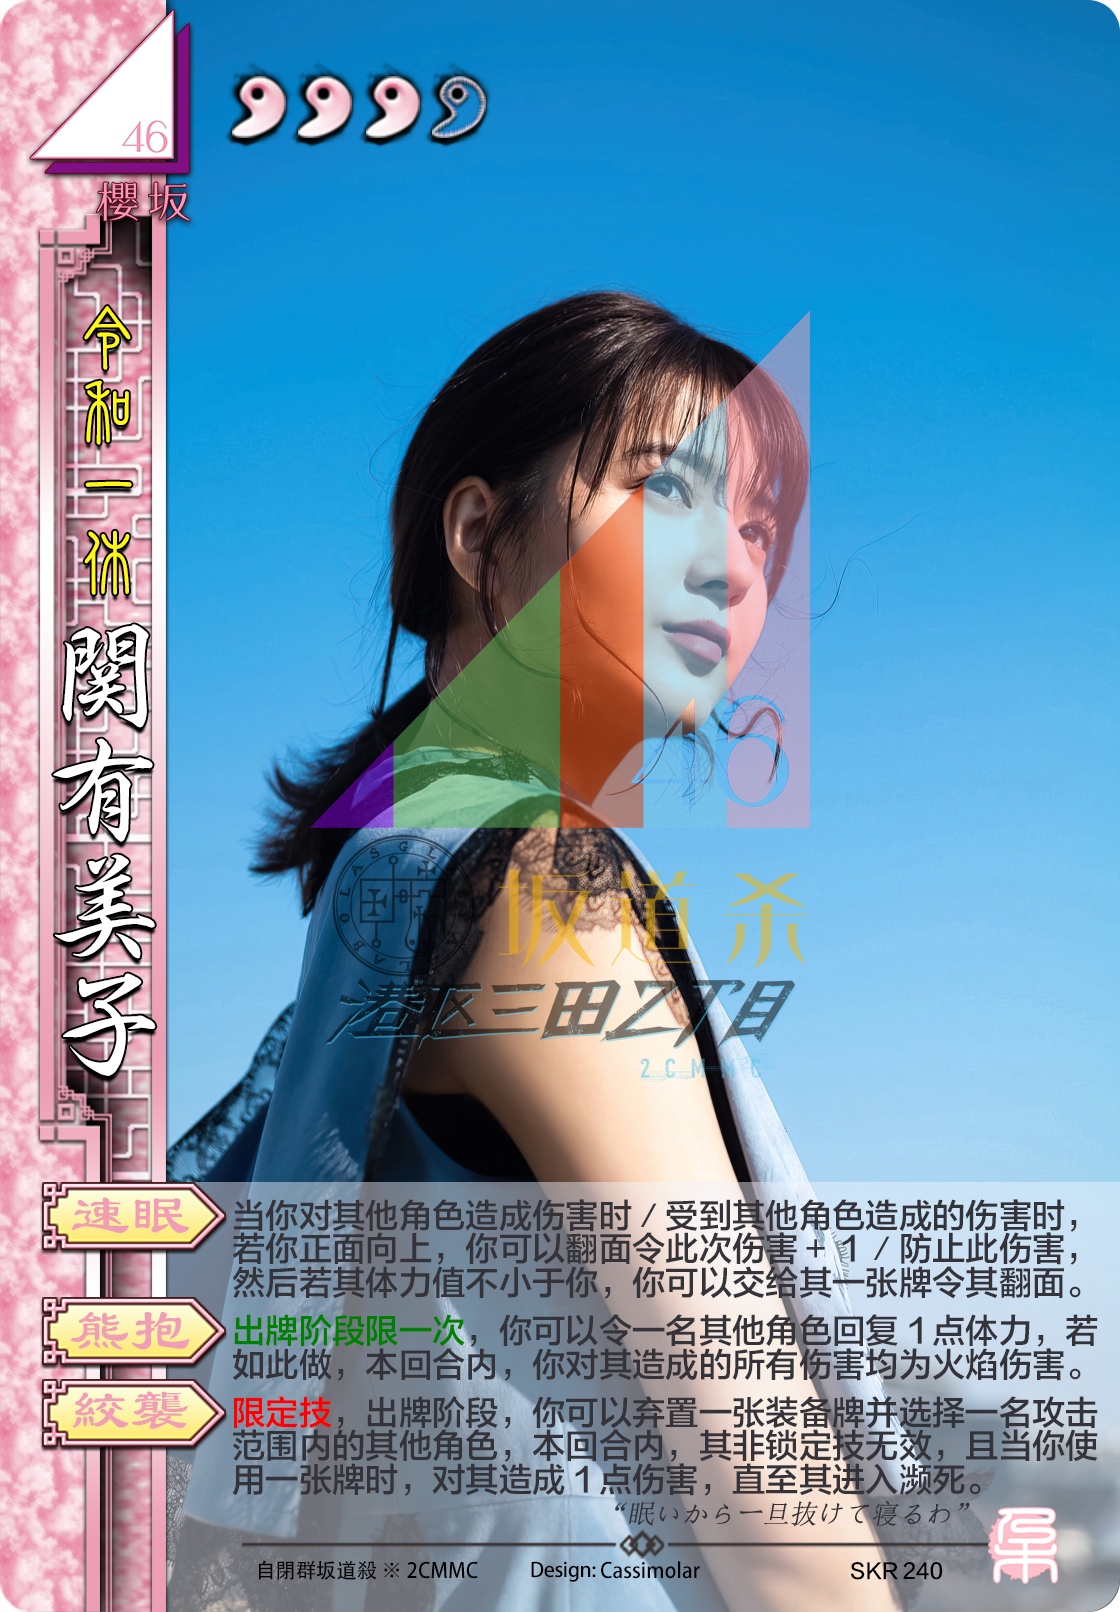 46
櫻坂
令和一休
関有美子
46
坂道杀
港区三田2丁目
2CMMC
速眠
当你对其他角色造成伤害时 / 受到其他角色造成的伤害时，
若你正面向上，你可以翻面令此次伤害 + 1 / 防止此伤害，
然后若其体力值不小于你，你可以交给其一张牌令其翻面。
熊抱
出牌阶段限一次，你可以令一名其他角色回复 1 点体力，若
如此做，本回合内，你对其造成的所有伤害均为火焰伤害。
絞襲
限定技，出牌阶段，你可以弃置一张装备牌并选择一名攻击
范围内的其他角色，本回合内，其非锁定技无效，且当你使
用一张牌时，对其造成 1 点伤害，直至其进入濒死。
“眠いから一旦抜けて寝るわ”
自閉群坂道殺 ※ 2CMMC Design: Cassimolar SKR 240